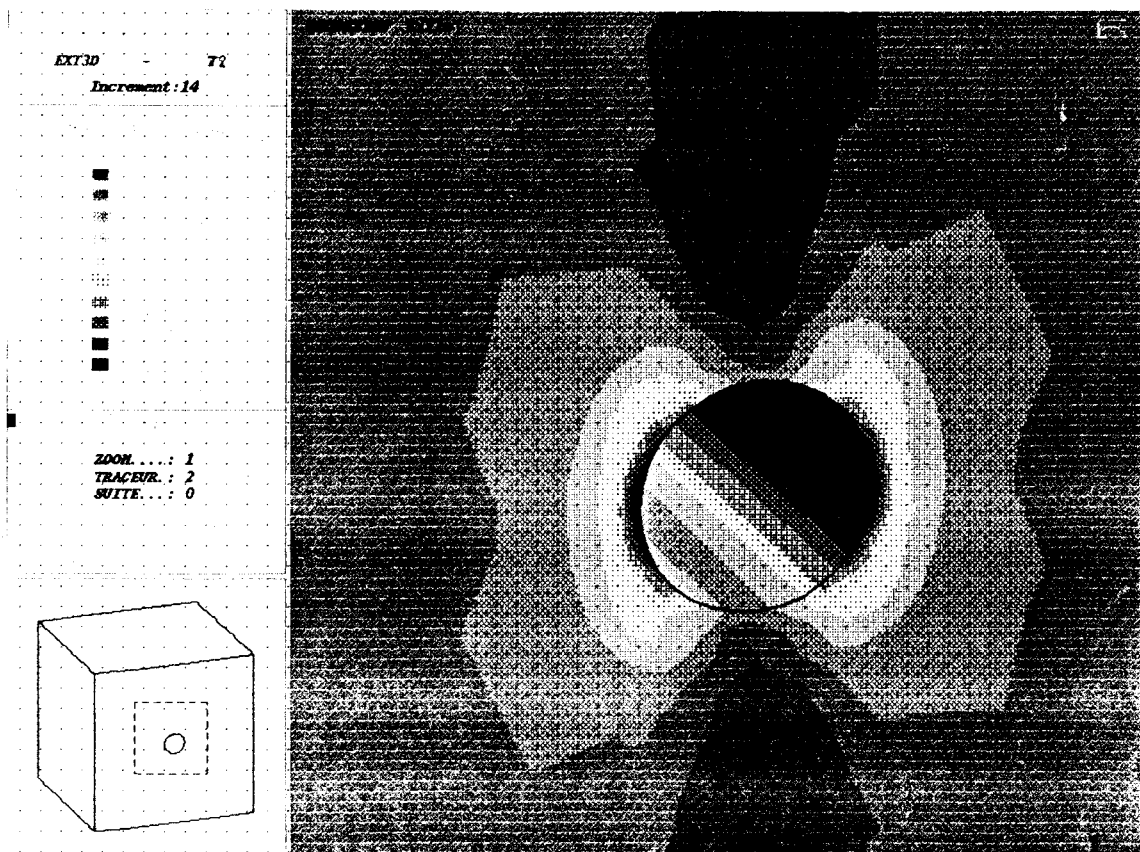 EXT3D - T2
Increment:14
ZOOM....: 1
TRACEUR.: 2
SUITE...: 0